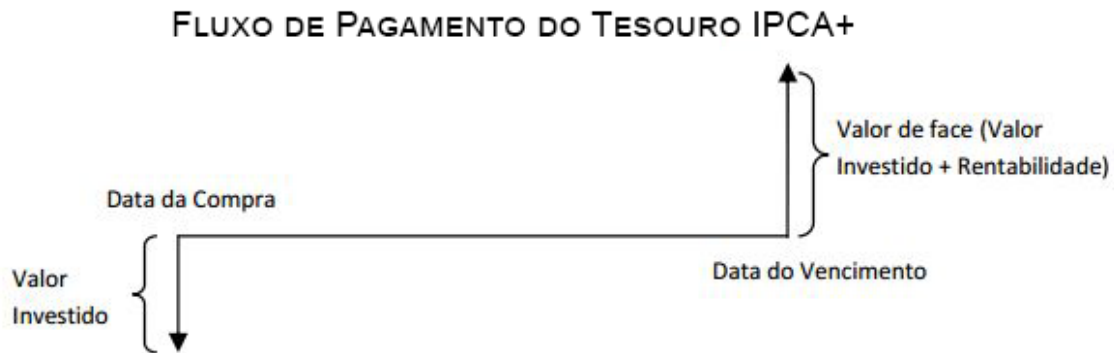 FLUXO DE PAGAMENTO DO TESOURO IPCA+
Valor de face (Valor
Investido + Rentabilidade)
Data da Compra
Data do Vencimento
Valor
Investido